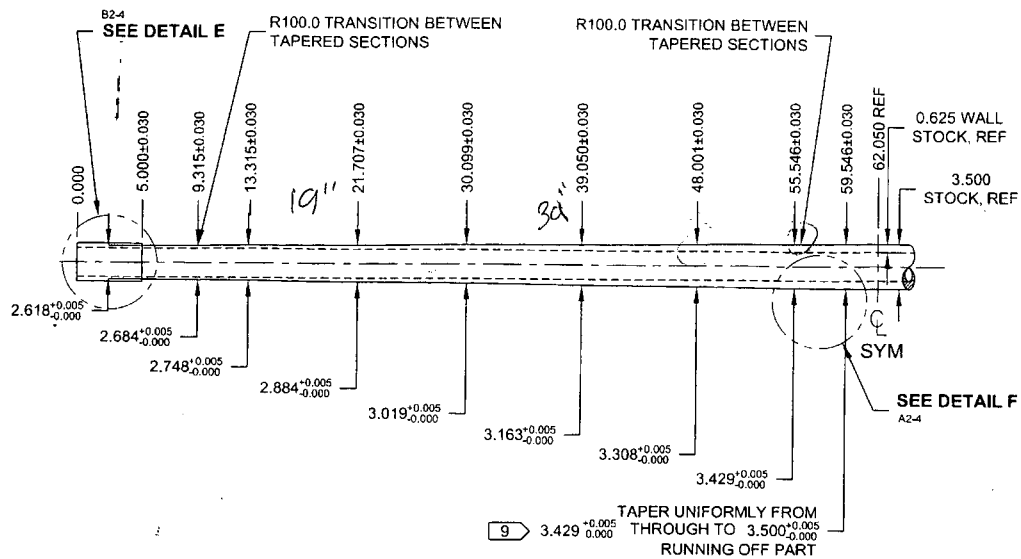 B2-4
SEE DETAIL E
R100.0 TRANSITION BETWEEN
TAPERED SECTIONS
R100.0 TRANSITION BETWEEN
TAPERED SECTIONS
0.000
5.000±0.030
9.315±0.030
13.315±0.030
19"
21.707±0.030
30.099±0.030
39.050±0.030
48.001±0.030
55.546±0.030
59.546±0.030
62.050 REF
0.625 WALL
STOCK, REF
3.500
STOCK, REF
2.618 +0.005 -0.000
2.684 +0.005 -0.000
2.748 +0.005 -0.000
2.884 +0.005 -0.000
3.019 +0.005 -0.000
3.163 +0.005 -0.000
3.308 +0.005 -0.000
3.429 +0.005 -0.000
SYM
SEE DETAIL F
A2-4
9 3.429 +0.005 0.000
TAPER UNIFORMLY FROM
THROUGH TO 3.500 +0.005 -0.000
RUNNING OFF PART